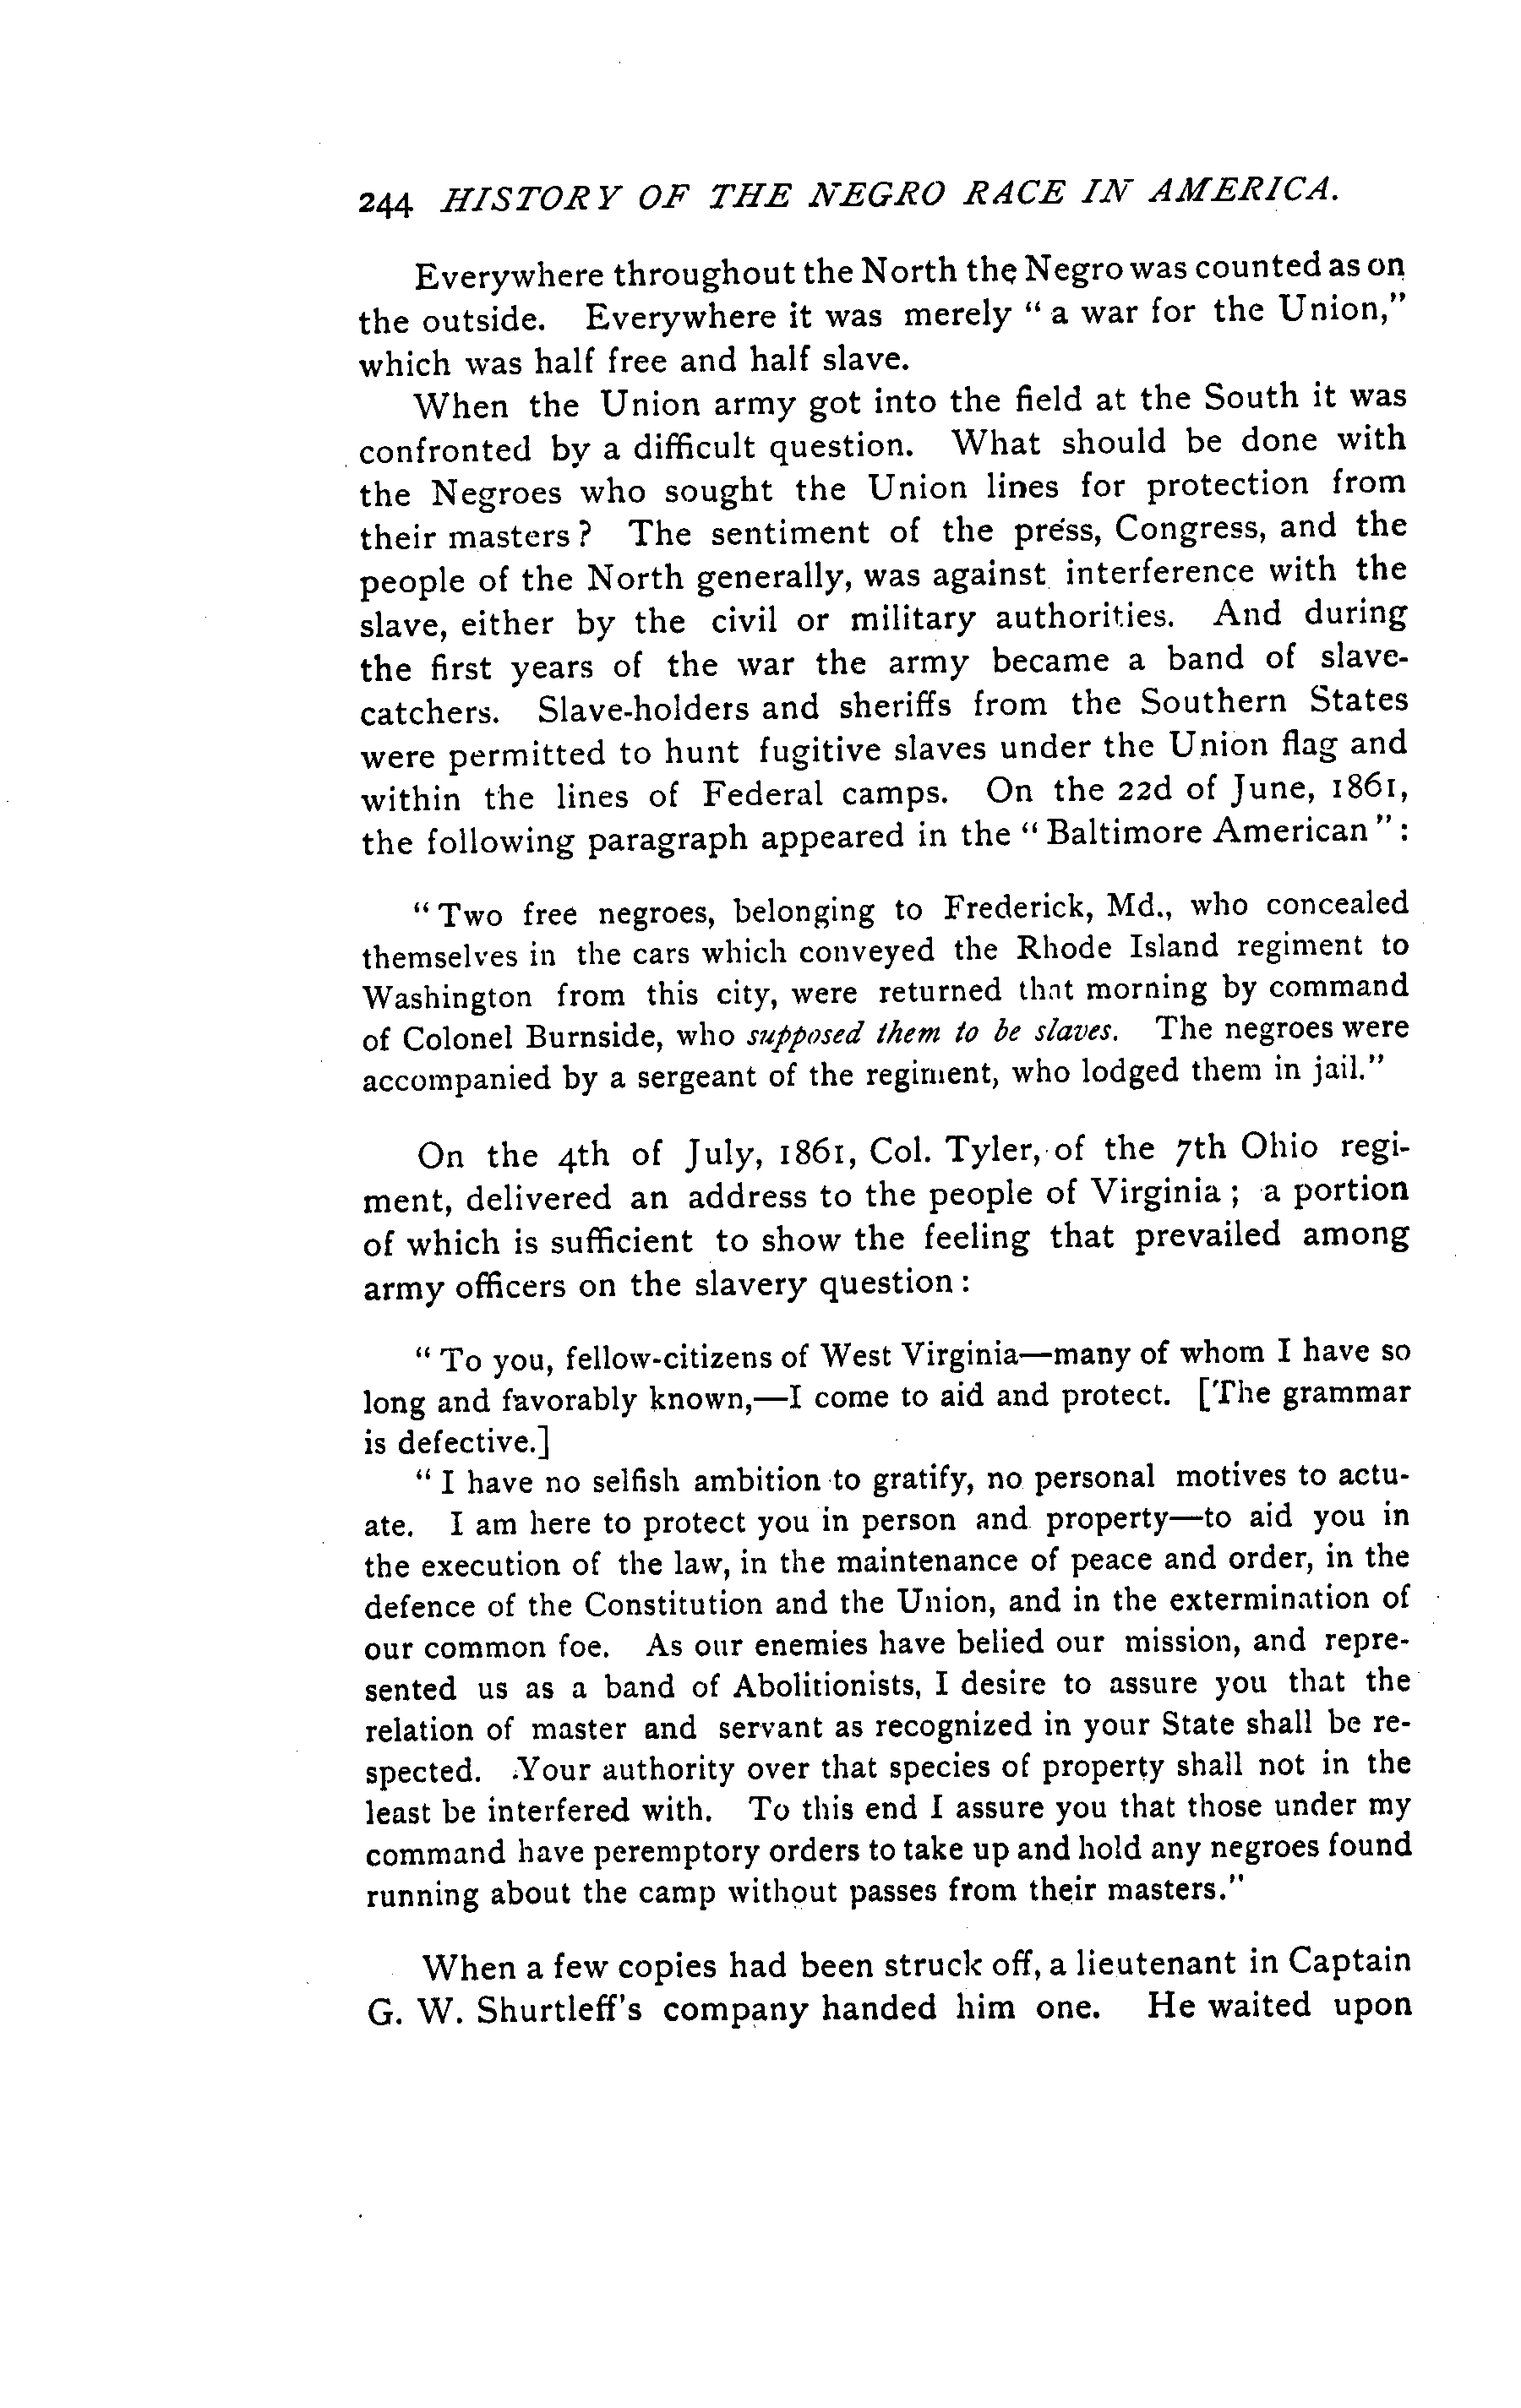 244 HISTORY OF THE NEGRO RACE IN AMERICA.
Everywhere throughout the North the Negro was counted as on
the outside. Everywhere it was merely " a war for the Union,"
which was half free and half slave.
When the Union army got into the field at the South it was
confronted by a difficult question. What should be done with
the Negroes who sought the Union lines for protection from
their masters? The sentiment of the press, Congress, and the
people of the North generally, was against interference with the
slave, either by the civil or military authorities. And during
the first years of the war the army became a band of slave-
catchers. Slave-holders and sheriffs from the Southern States
were permitted to hunt fugitive slaves under the Union flag and
within the lines of Federal camps. On the 22d of June, 1861,
the following paragraph appeared in the " Baltimore American ":
" Two free negroes, belonging to Frederick, Md., who concealed
themselves in the cars which conveyed the Rhode Island regiment to
Washington from this city, were returned that morning by command
of Colonel Burnside, who supposed them to be slaves. The negroes were
accompanied by a sergeant of the regiment, who lodged them in jail."
On the 4th of July, 1861, Col. Tyler, of the 7th Ohio regi-
ment, delivered an address to the people of Virginia ; a portion
of which is sufficient to show the feeling that prevailed among
army officers on the slavery question :
" To you, fellow-citizens of West Virginia—many of whom I have so
long and favorably known,—I come to aid and protect. [The grammar
is defective.]
" I have no selfish ambition to gratify, no personal motives to actu-
ate. I am here to protect you in person and property—to aid you in
the execution of the law, in the maintenance of peace and order, in the
defence of the Constitution and the Union, and in the extermination of
our common foe. As our enemies have belied our mission, and repre-
sented us as a band of Abolitionists, I desire to assure you that the
relation of master and servant as recognized in your State shall be re-
spected. Your authority over that species of property shall not in the
least be interfered with. To this end I assure you that those under my
command have peremptory orders to take up and hold any negroes found
running about the camp without passes from their masters."
When a few copies had been struck off, a lieutenant in Captain
G. W. Shurtleff's company handed him one. He waited upon